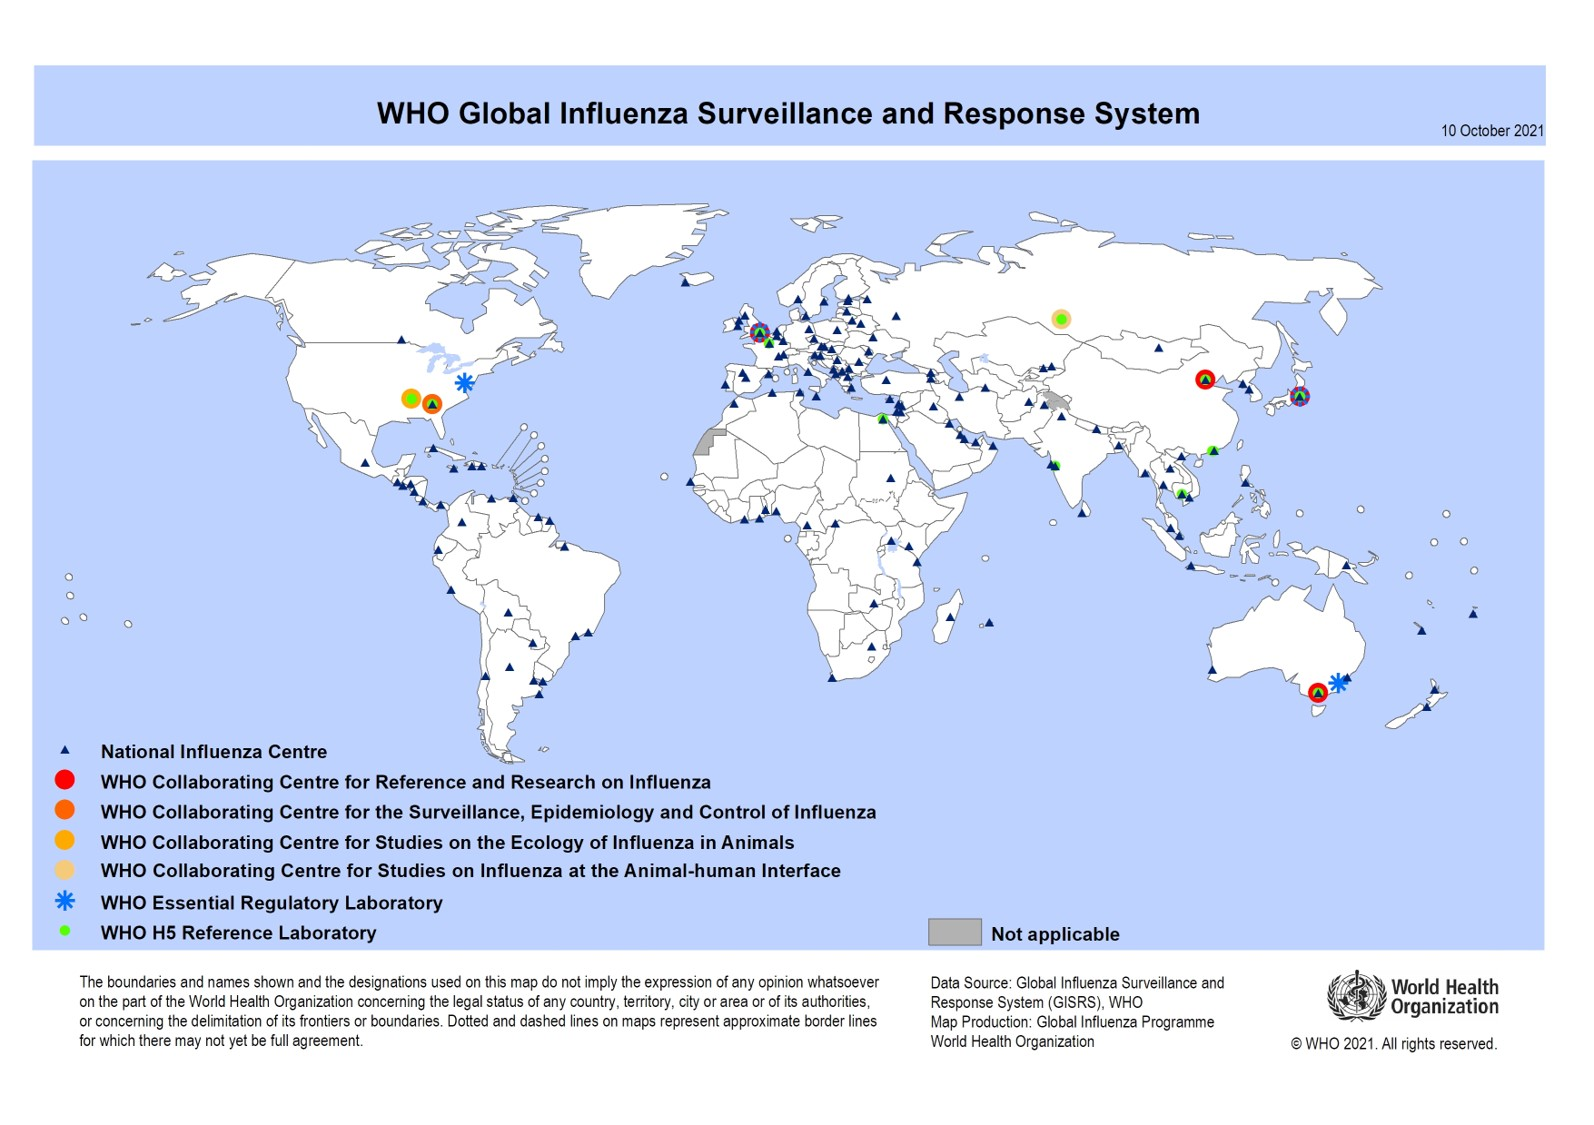 WHO Global Influenza Surveillance and Response System
10 October 2021
National Influenza Centre
WHO Collaborating Centre for Reference and Research on Influenza
WHO Collaborating Centre for the Surveillance, Epidemiology and Control of Influenza
WHO Collaborating Centre for Studies on the Ecology of Influenza in Animals
WHO Collaborating Centre for Studies on Influenza at the Animal-human Interface
WHO Essential Regulatory Laboratory
WHO H5 Reference Laboratory
Not applicable
The boundaries and names shown and the designations used on this map do not imply the expression of any opinion whatsoever
on the part of the World Health Organization concerning the legal status of any country, territory, city or area or of its authorities,
or concerning the delimitation of its frontiers or boundaries. Dotted and dashed lines on maps represent approximate border lines
for which there may not yet be full agreement.
Data Source: Global Influenza Surveillance and
Response System (GISRS), WHO
Map Production: Global Influenza Programme
World Health Organization
World Health
Organization
© WHO 2021. All rights reserved.